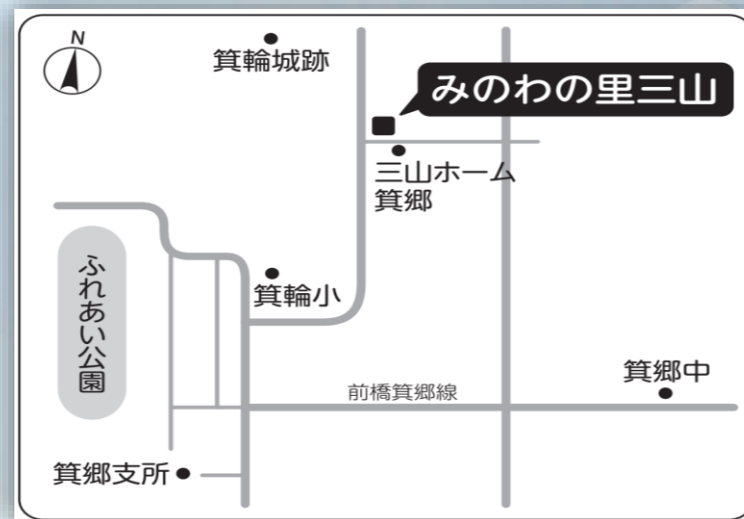 N
箕輪城跡
みのわの里三山
三山ホーム
箕郷
ふれあい公園
箕輪小
箕郷中
前橋箕郷線
箕郷支所